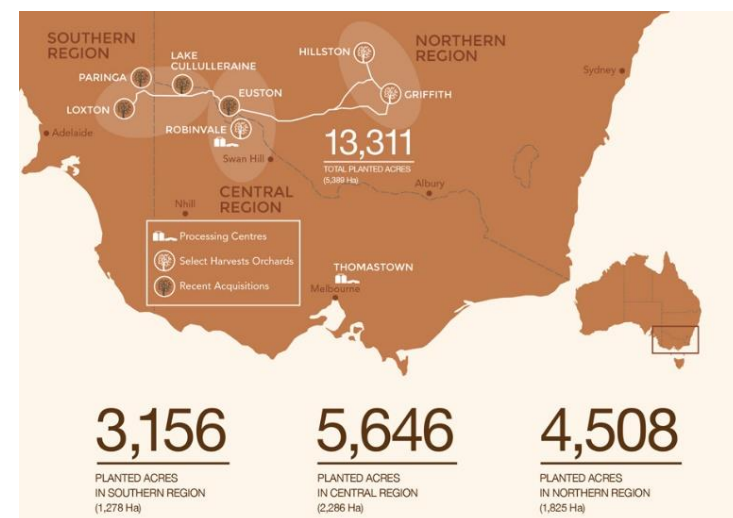 SOUTHERN
REGION
LAKE
CULLULLERAINE
PARINGA
LOXTON
EUSTON
ROBINVALE
HILLSTON
NORTHERN
REGION
GRIFFITH
Sydney
Adelaide
13,311
TOTAL PLANTED ACRES
(5,389 Ha)
Swan Hill
Albury
CENTRAL
REGION
Nhill
Processing Centres
Select Harvests Orchards
Recent Acquisitions
THOMASTOWN
Melbourne
3,156
PLANTED ACRES
IN SOUTHERN REGION
(1,278 Ha)
5,646
PLANTED ACRES
IN CENTRAL REGION
(2,286 Ha)
4,508
PLANTED ACRES
IN NORTHERN REGION
(1,825 Ha)